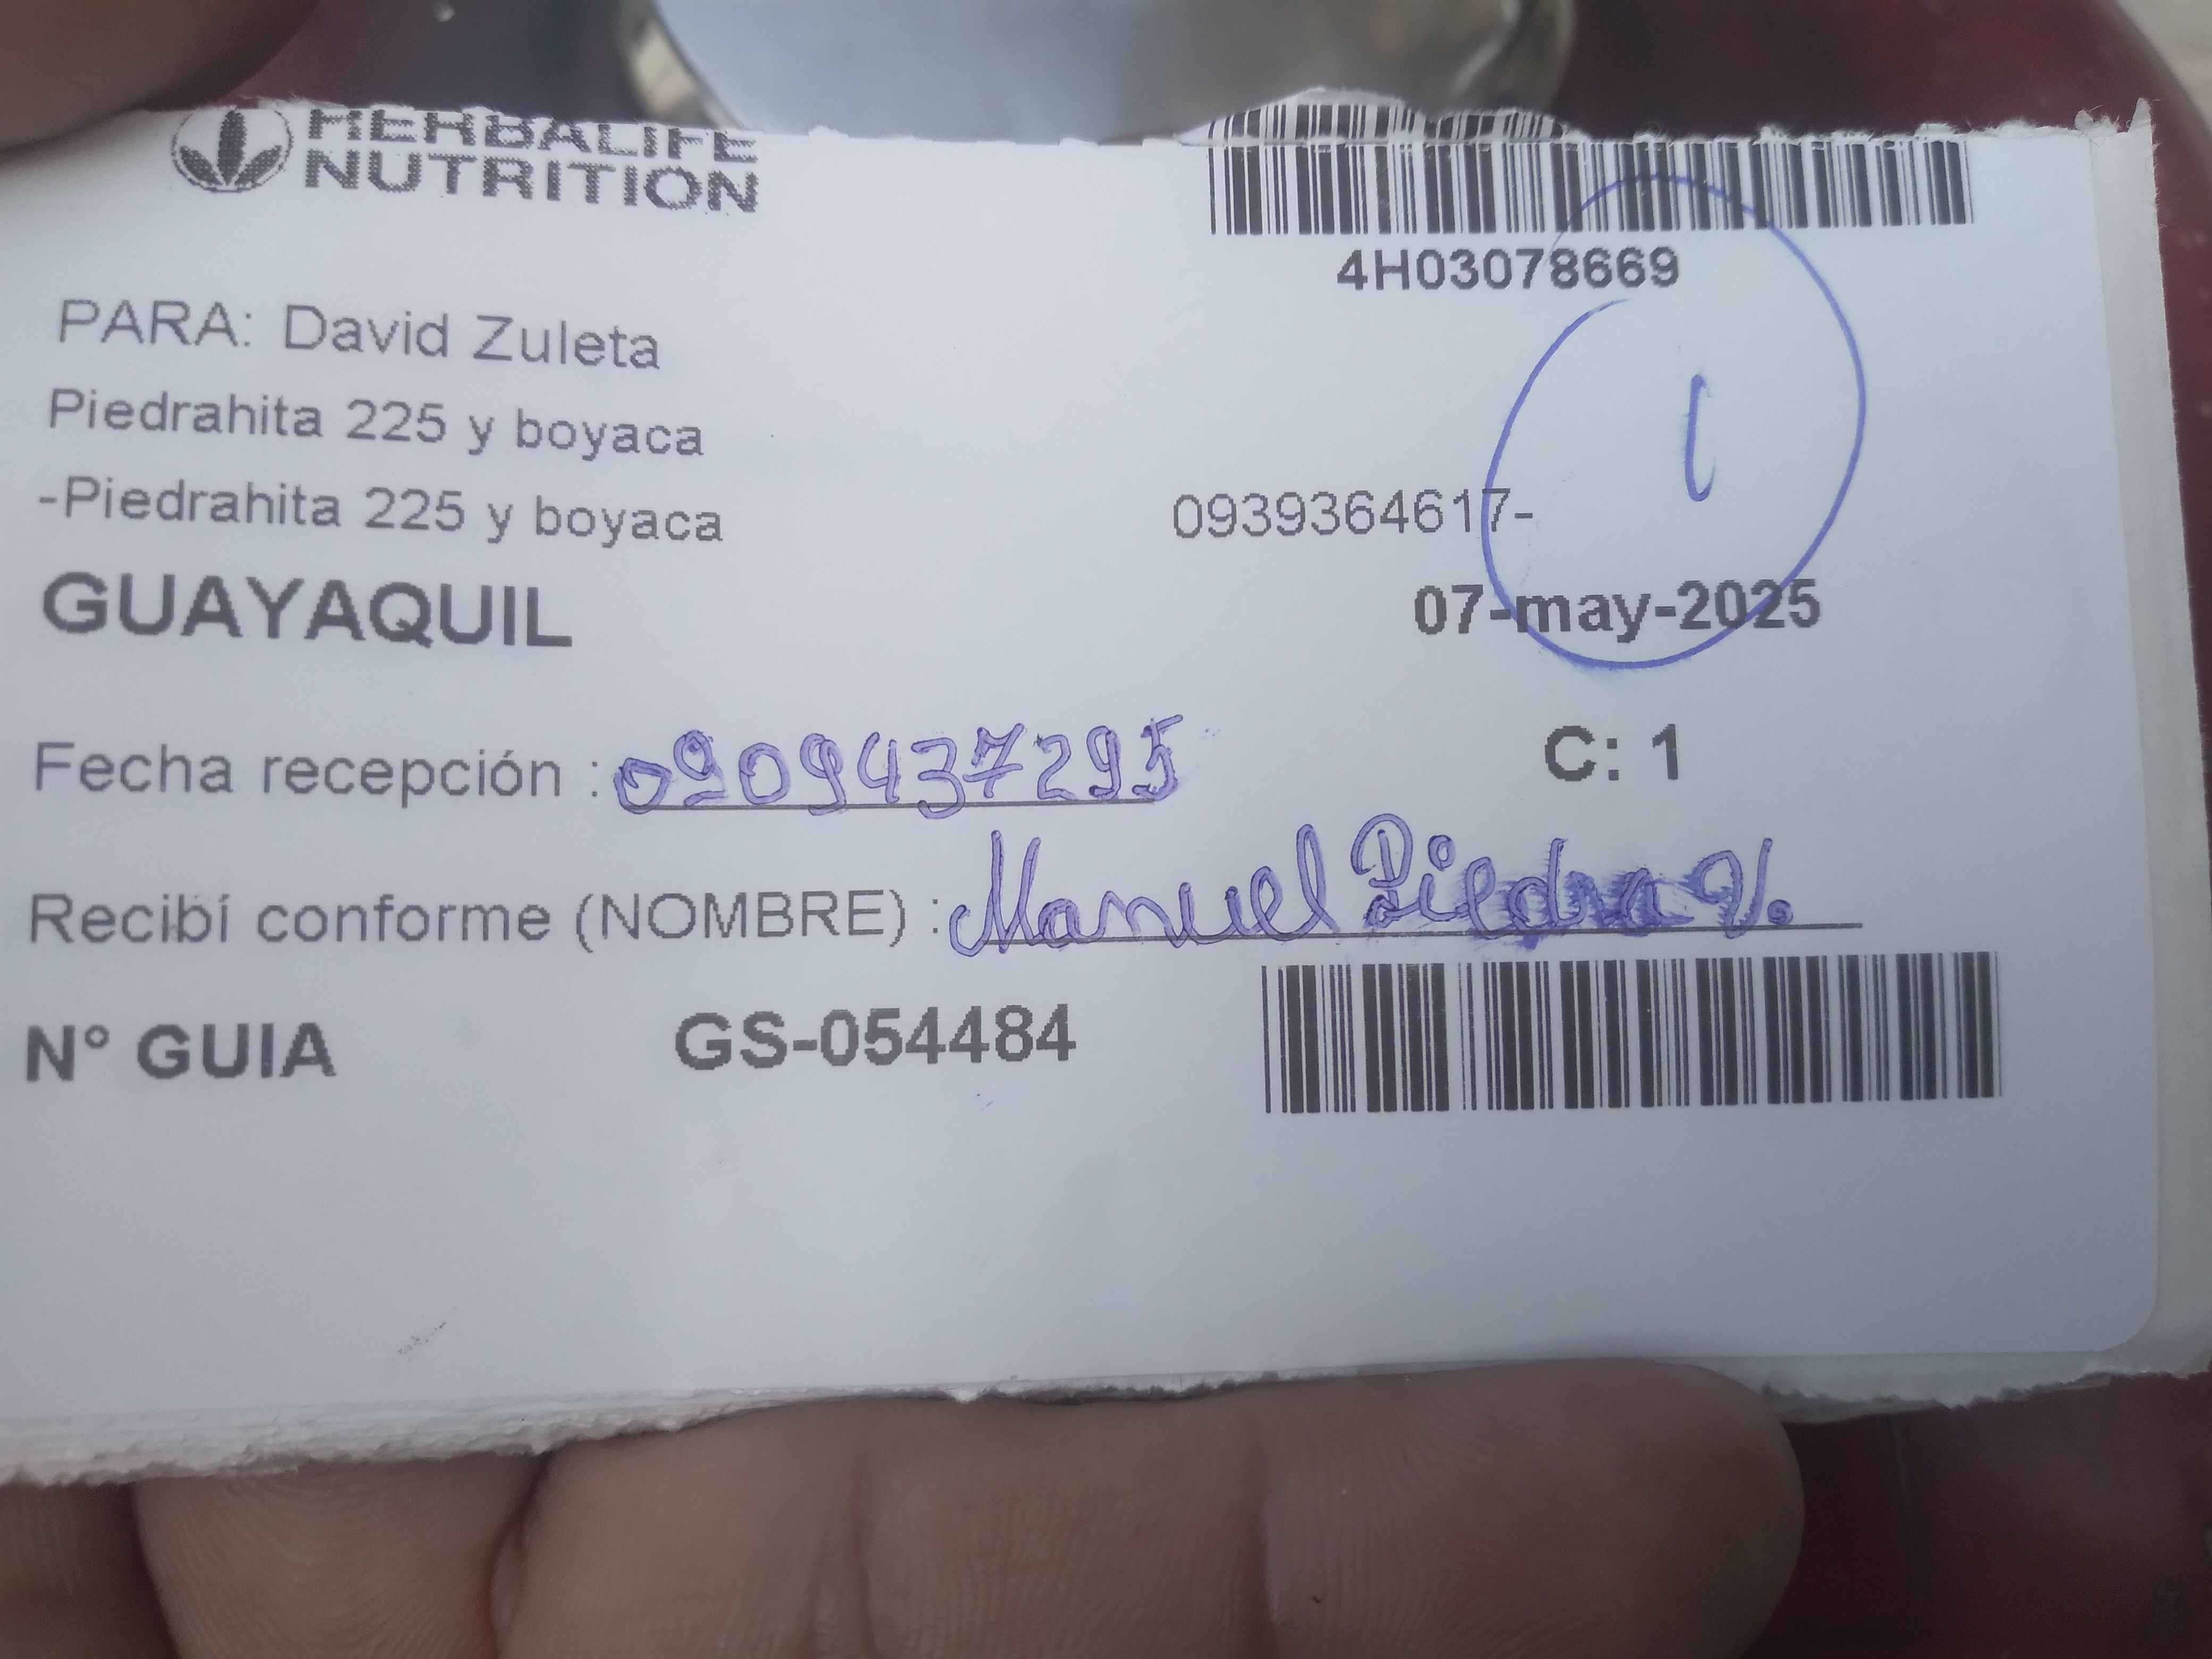 HERBALIFE
NUTRITION
4H03078669
PARA: David Zuleta
Piedrahita 225 y boyaca
-Piedrahita 225 y boyaca
0939364617-
1
GUAYAQUIL
07-may-2025
Fecha recepción : 0909437295
C: 1
Recibí conforme (NOMBRE) : Manuel Piedra V.
N° GUIA GS-054484